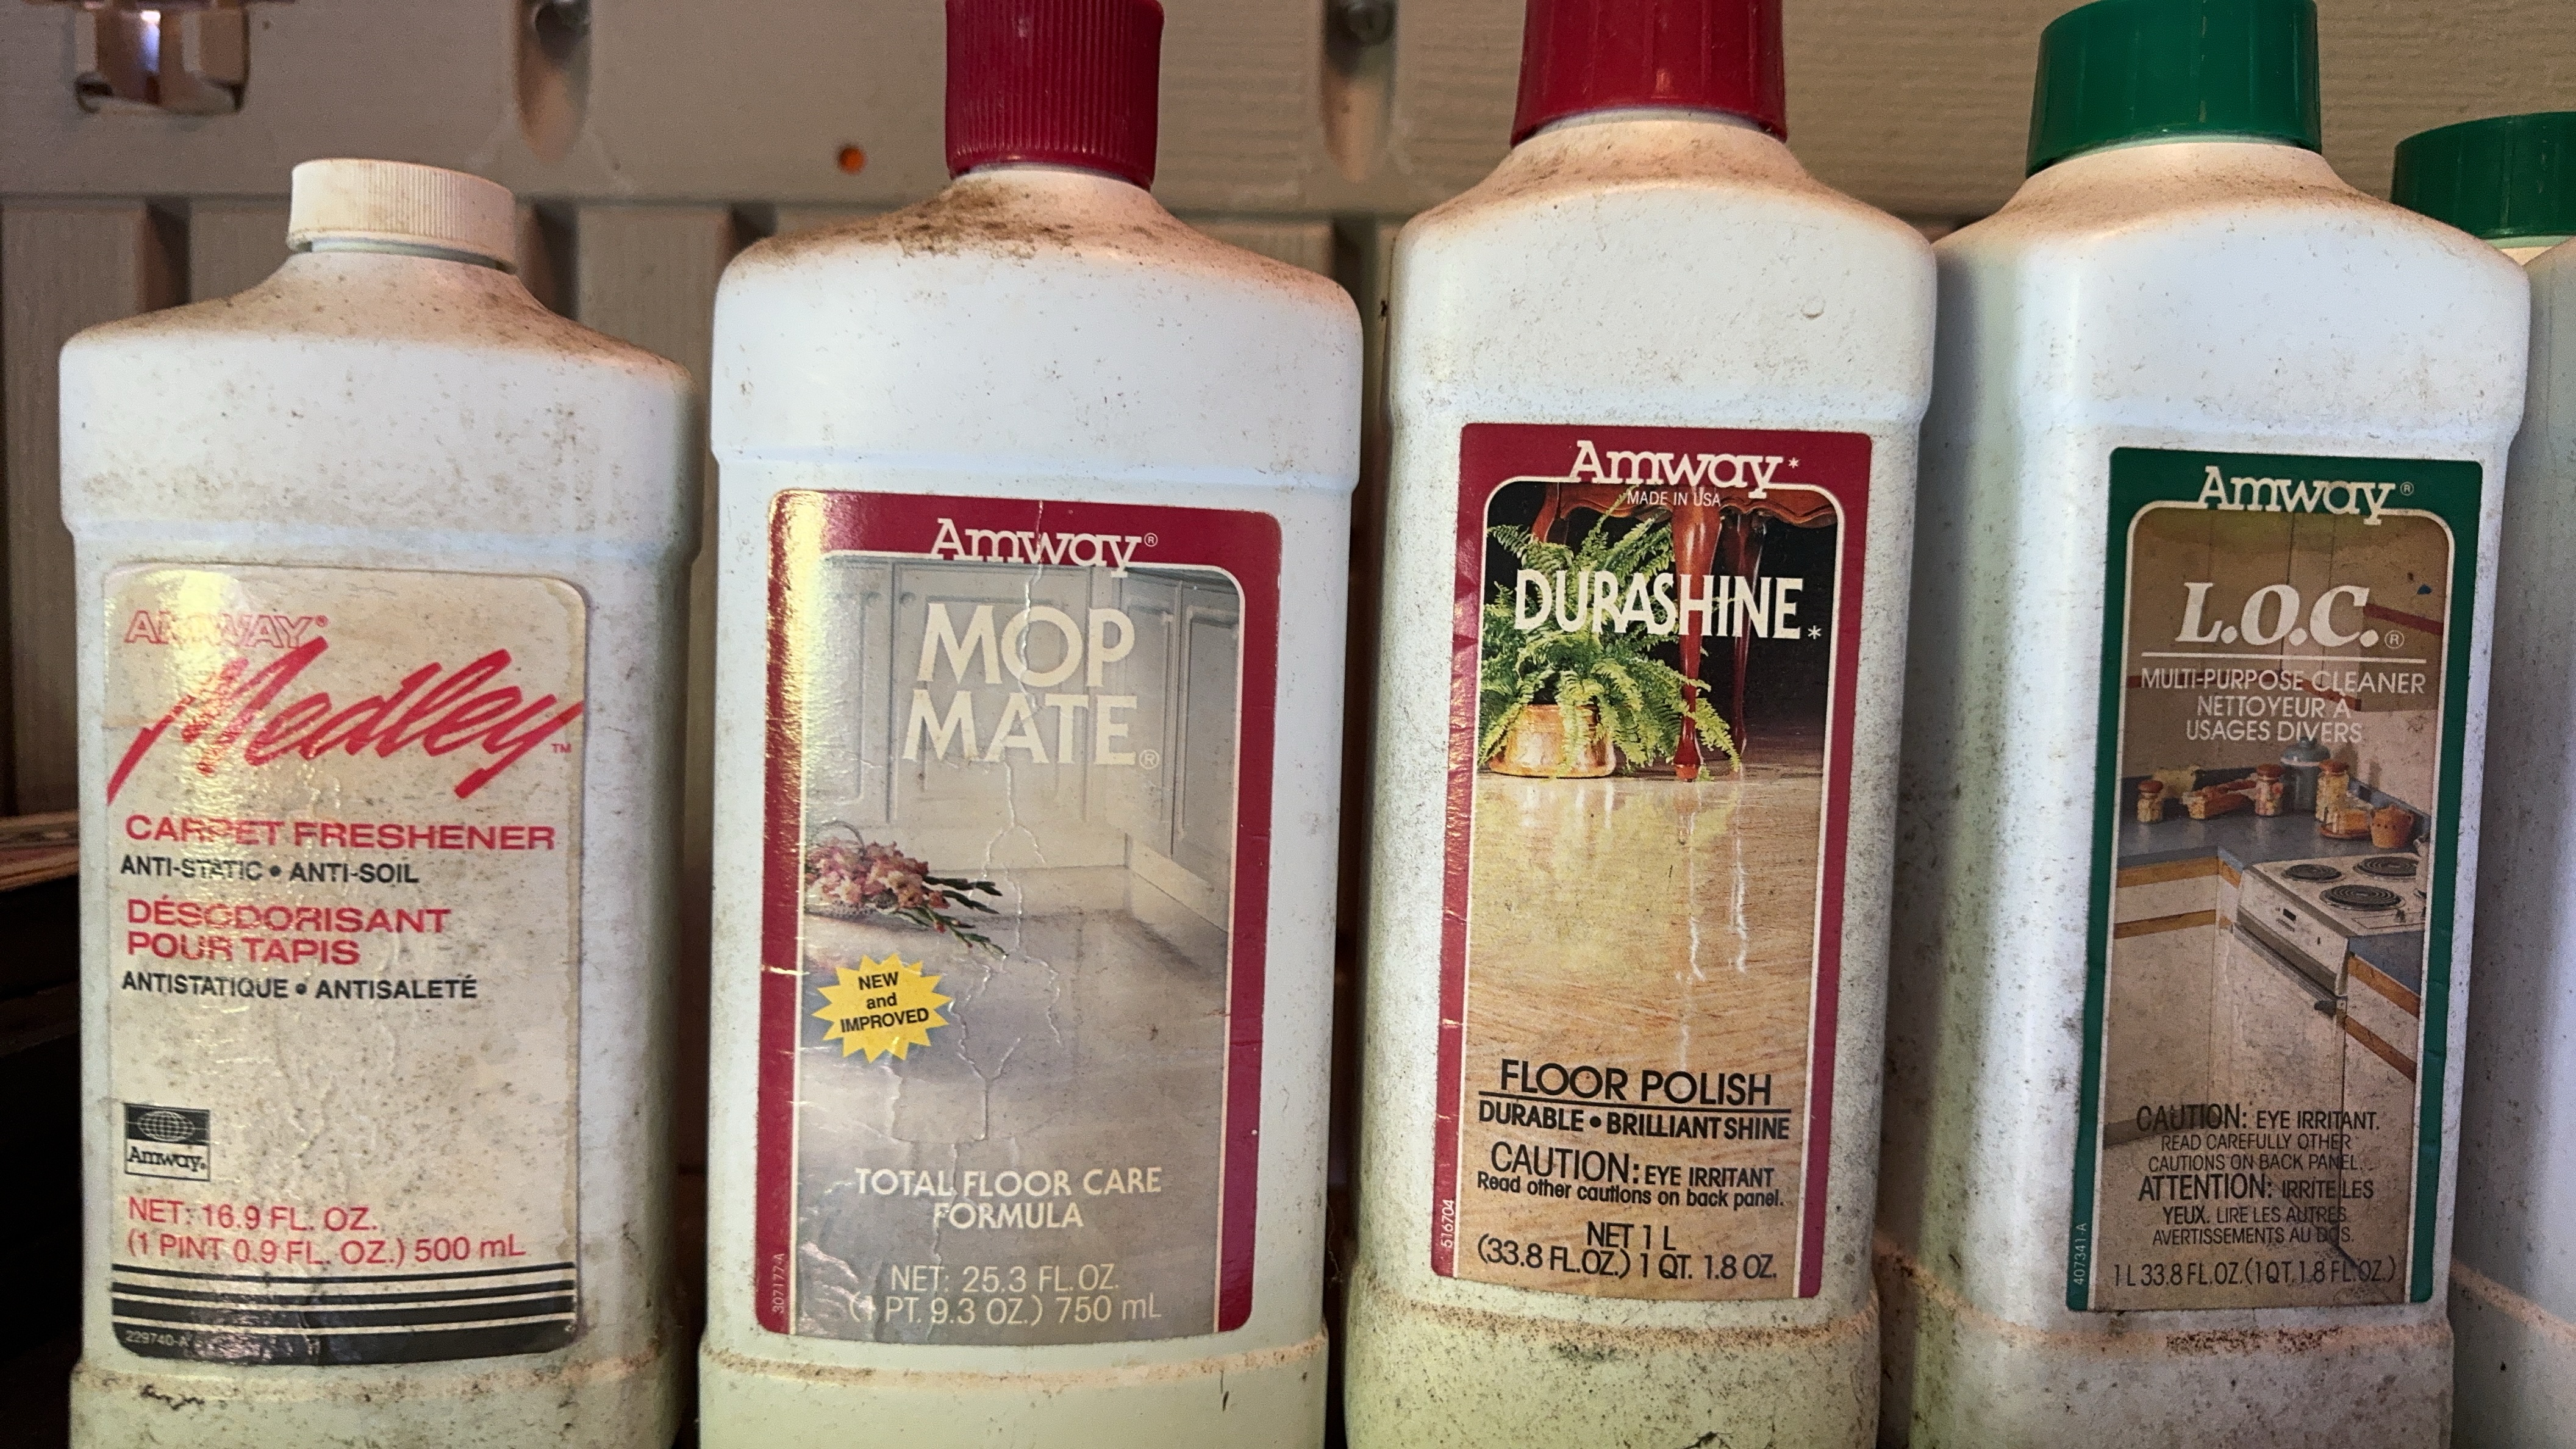 AMWAY®
Medley™
CARPET FRESHENER
ANTI-STATIC • ANTI-SOIL
DÉSODORISANT
POUR TAPIS
ANTISTATIQUE • ANTISALETÉ
Amway®
NET: 16.9 FL. OZ.
(1 PINT 0.9 FL. OZ.) 500 mL
229740-A
Amway®
MOP
MATE®
NEW
and
IMPROVED
TOTAL FLOOR CARE
FORMULA
NET: 25.3 FL.OZ.
(1 PT. 9.3 OZ.) 750 mL
307177-A
Amway*
MADE IN USA
DURASHINE*
FLOOR POLISH
DURABLE • BRILLIANT SHINE
CAUTION: EYE IRRITANT
Read other cautions on back panel.
NET 1 L
(33.8 FL.OZ.) 1 QT. 1.8 OZ.
516704
Amway®
L.O.C.®
MULTI-PURPOSE CLEANER
NETTOYEUR À
USAGES DIVERS
CAUTION: EYE IRRITANT.
READ CAREFULLY OTHER
CAUTIONS ON BACK PANEL.
ATTENTION: IRRITE LES
YEUX. LIRE LES AUTRES
AVERTISSEMENTS AU DOS.
1 L 33.8 FL.OZ.(1QT.1.8 FL.OZ.)
407341-A